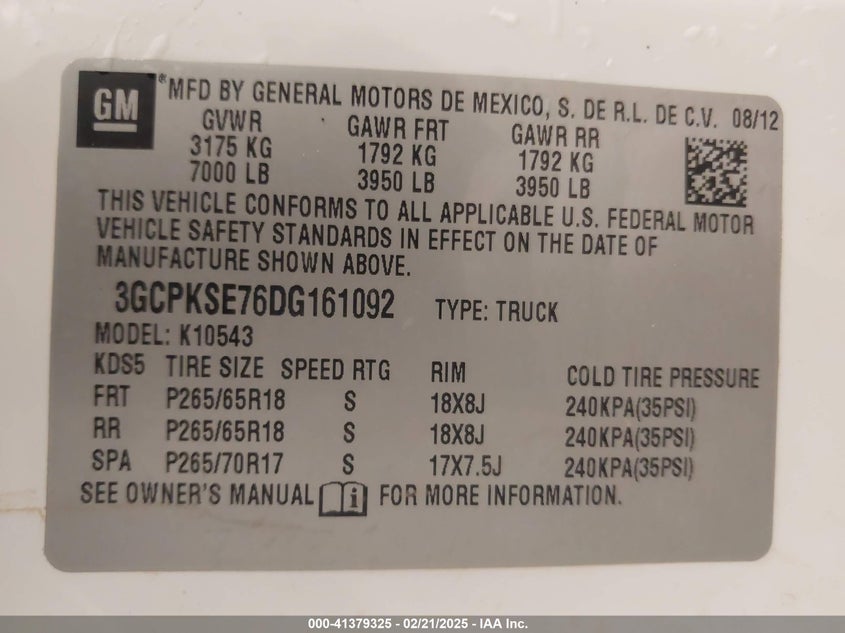 GM
*MFD BY GENERAL MOTORS DE MEXICO, S. DE R.L. DE C.V. 08/12
GVWR GAWR FRT GAWR RR
3175 KG 1792 KG 1792 KG
7000 LB 3950 LB 3950 LB
THIS VEHICLE CONFORMS TO ALL APPLICABLE U.S. FEDERAL MOTOR
VEHICLE SAFETY STANDARDS IN EFFECT ON THE DATE OF
MANUFACTURE SHOWN ABOVE.
3GCPKSE76DG161092 TYPE: TRUCK
MODEL: K10543
KDS5 TIRE SIZE SPEED RTG RIM COLD TIRE PRESSURE
FRT P265/65R18 S 18X8J 240KPA(35PSI)
RR P265/65R18 S 18X8J 240KPA(35PSI)
SPA P265/70R17 S 17X7.5J 240KPA(35PSI)
SEE OWNER'S MANUAL i FOR MORE INFORMATION.
000-41379325 - 02/21/2025 - IAA Inc.